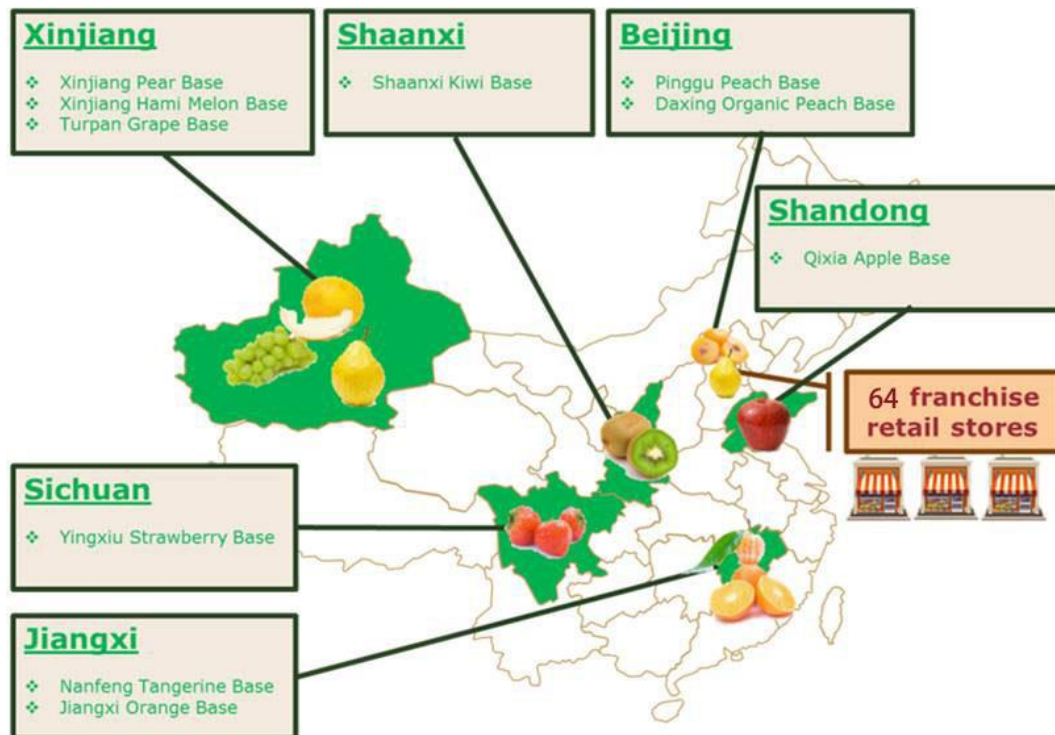 Xinjiang
❖ Xinjiang Pear Base
❖ Xinjiang Hami Melon Base
❖ Turpan Grape Base
Shaanxi
❖ Shaanxi Kiwi Base
Beijing
❖ Pinggu Peach Base
❖ Daxing Organic Peach Base
Shandong
❖ Qixia Apple Base
64 franchise
retail stores
Sichuan
❖ Yingxiu Strawberry Base
Jiangxi
❖ Nanfeng Tangerine Base
❖ Jiangxi Orange Base